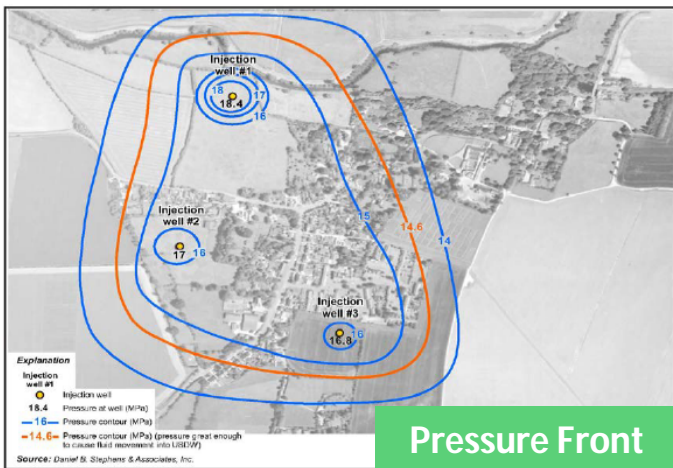 Injection
well #1
18
17
18.4
16
Injection
well #2
16
17
15
14.6
14
Injection
well #3
16
16.8
Explanation
Injection
well #1
Injection well
18.4 Pressure at well (MPa)
16 Pressure contour (MPa)
14.6 Pressure contour (MPa) (pressure great enough
to cause fluid movement into USDW)
Source: Daniel B. Stephens & Associates, Inc.
Pressure Front